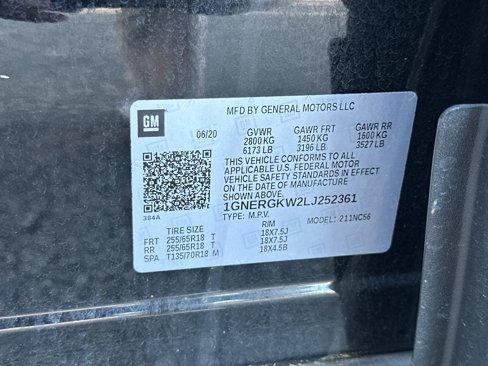 MFD BY GENERAL MOTORS LLC
GM
06/20 GVWR GAWR FRT GAWR RR
2800 KG 1450 KG 1600 KG
6173 LB 3196 LB 3527 LB
THIS VEHICLE CONFORMS TO ALL
APPLICABLE U.S. FEDERAL MOTOR
VEHICLE SAFETY STANDARDS IN EFFECT
ON THE DATE OF MANUFACTURE
SHOWN ABOVE.
1GNERGKW2LJ252361
384A
TYPE: M.P.V. MODEL: 211NC56
TIRE SIZE RIM
FRT 255/65R18 T 18X7.5J
RR 255/65R18 T 18X7.5J
SPA T135/70R18 M 18X4.5B